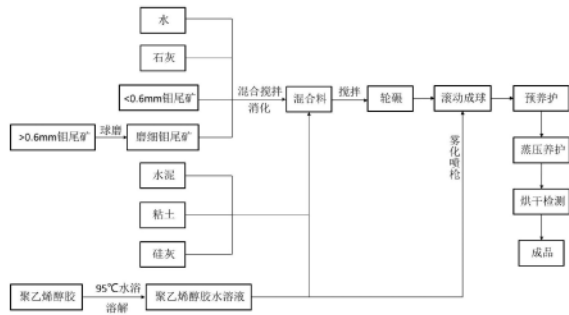 水
石灰
<0.6mm钼尾矿
混合搅拌
消化
混合料
搅拌
轮碾
滚动成球
预养护
>0.6mm钼尾矿
球磨
磨细钼尾矿
雾化喷枪
蒸压养护
水泥
粘土
烘干检测
硅灰
成品
聚乙烯醇胶
95℃水浴
溶解
聚乙烯醇胶水溶液